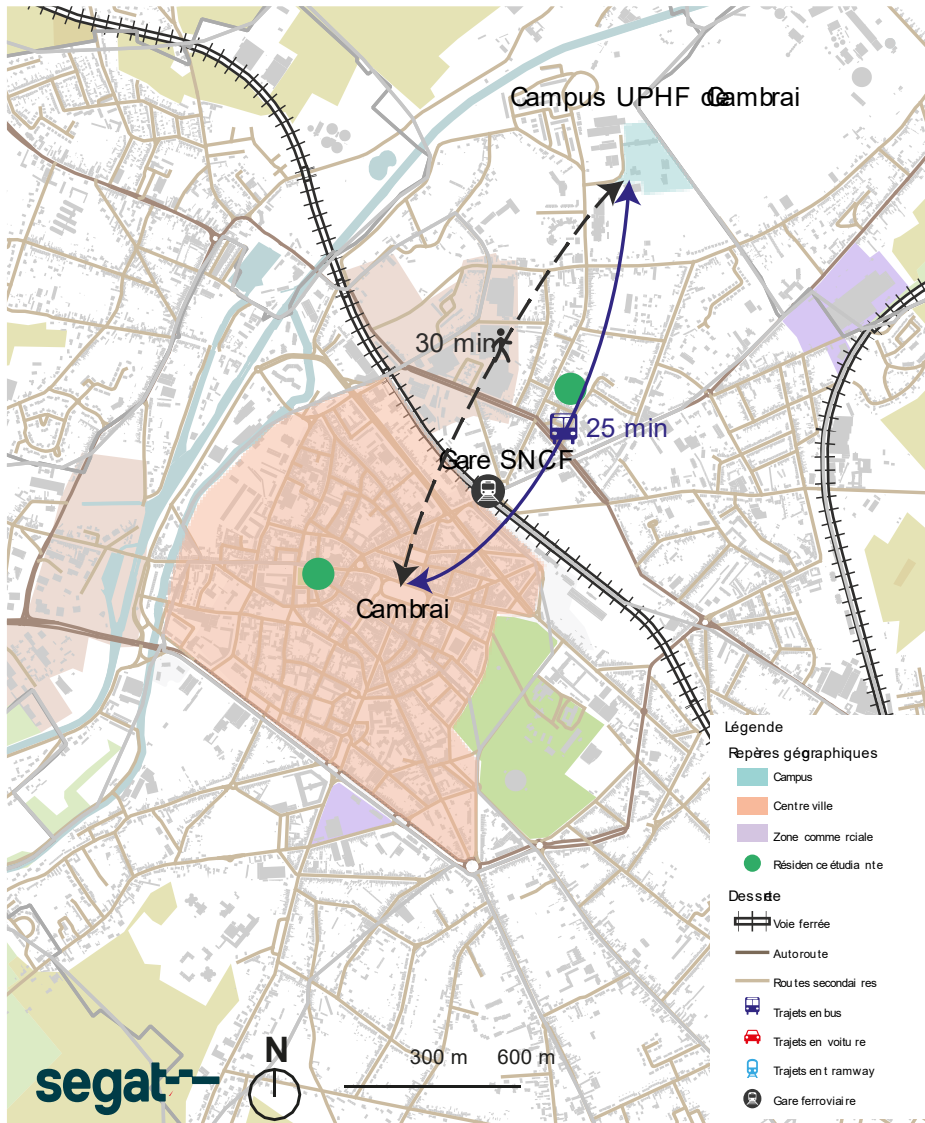 Campus UPHF de Cambrai
30 min
25 min
Gare SNCF
Cambrai
Légende
Repères géographiques
Campus
Centre ville
Zone commerciale
Résidence étudiante
Desserte
Voie ferrée
Autoroute
Routes secondaires
Trajets en bus
Trajets en voiture
Trajets en tramway
Gare ferroviaire
N
300 m 600 m
segat